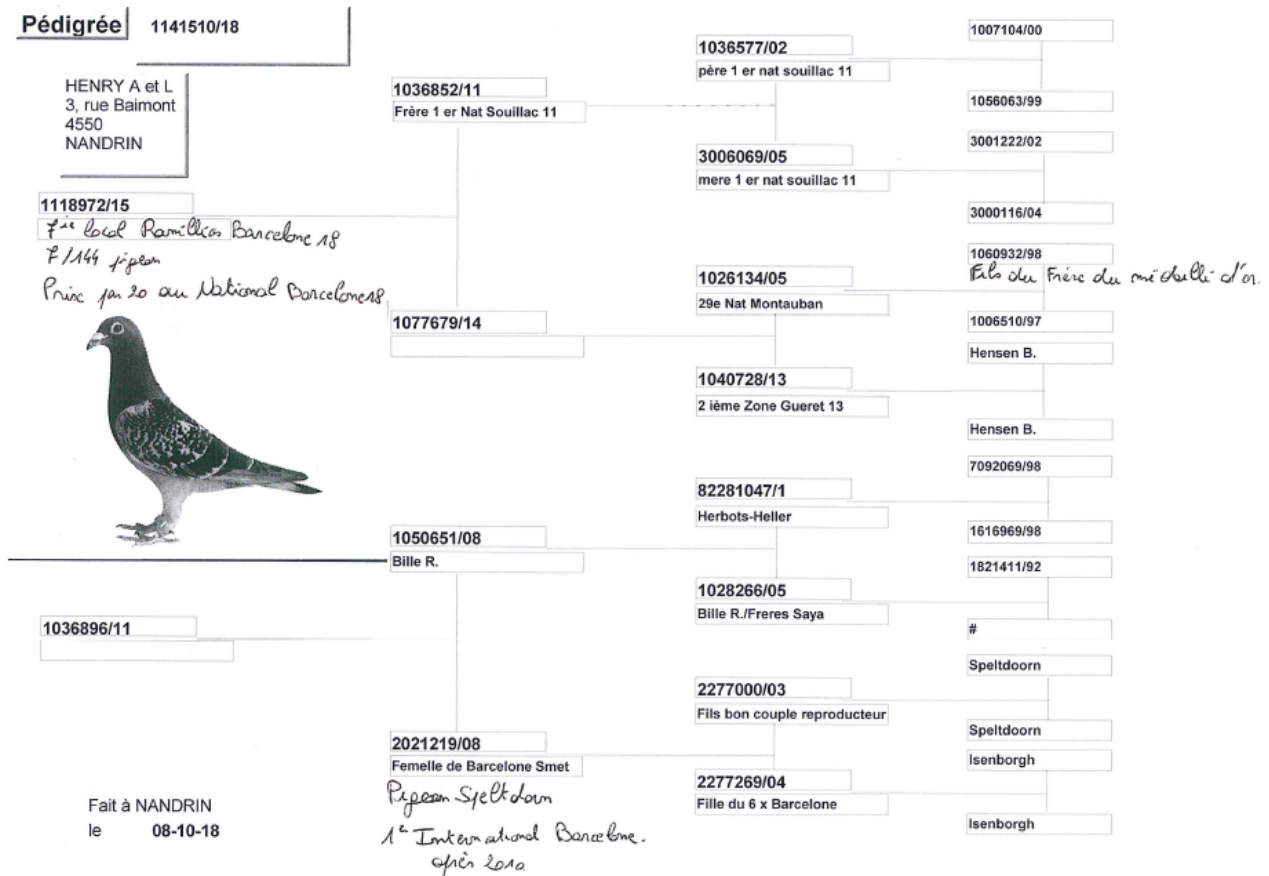 Pédigrée
1141510/18
HENRY A et L
3, rue Baimont
4550
NANDRIN
1118972/15
7ie local Ramillies Barcelone 18
7/144 pigeon
Prix par 20 au National Barcelone 18
1036896/11
1036852/11
Frère 1 er Nat Souillac 11
1077679/14
1050651/08
Bille R.
2021219/08
Femelle de Barcelone Smet
Pigeon Speltdoorn
1er International Barcelone.
2010
1036577/02
père 1 er nat souillac 11
3006069/05
mere 1 er nat souillac 11
1026134/05
29e Nat Montauban
1040728/13
2 ième Zone Gueret 13
82281047/1
Herbots-Heller
1028266/05
Bille R./Freres Saya
2277000/03
Fils bon couple reproducteur
2277269/04
Fille du 6 x Barcelone
1007104/00
1056063/99
3001222/02
3000116/04
1060932/98
Fils du Frère du médaille d'or.
1006510/97
Hensen B.
Hensen B.
7092069/98
1616969/98
1821411/92
#
Speltdoorn
Speltdoorn
Isenborgh
Isenborgh
Fait à NANDRIN
le 08-10-18